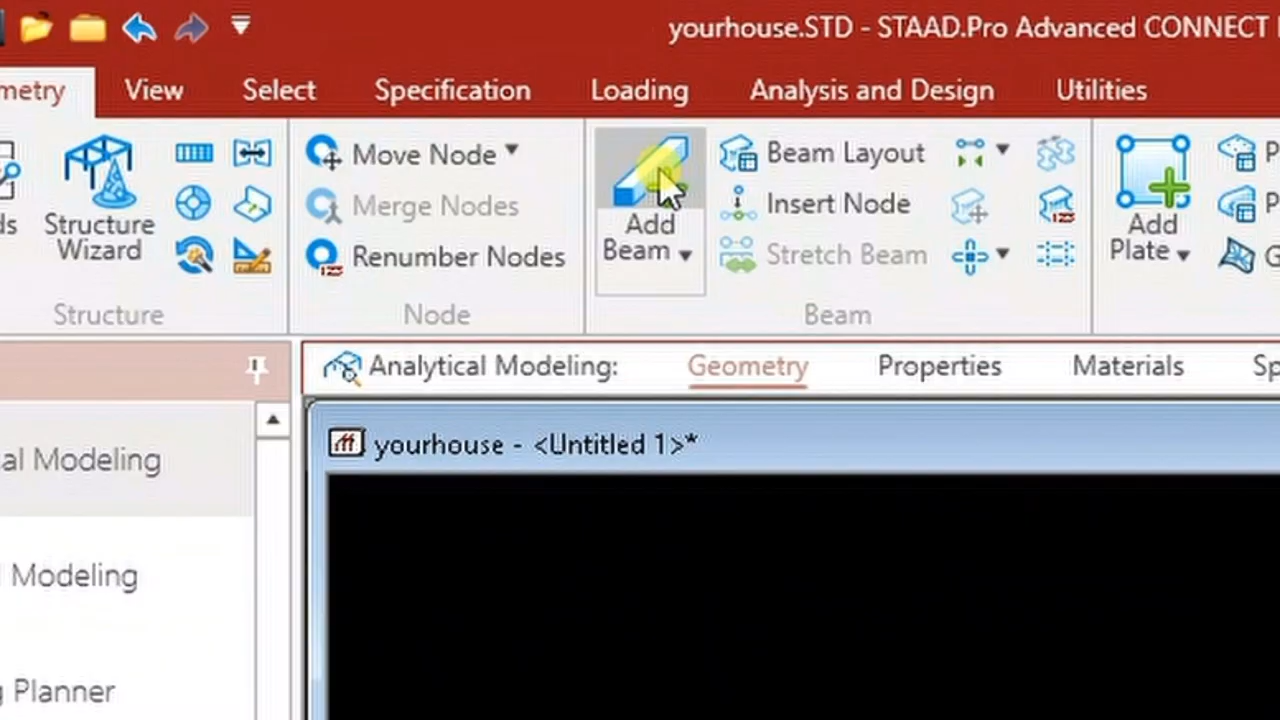 yourhouse.STD - STAAD.Pro Advanced CONNECT
metry View Select Specification Loading Analysis and Design Utilities
Structure Wizard
Move Node
Merge Nodes
Renumber Nodes
Add Beam
Beam Layout
Insert Node
Stretch Beam
Add Plate
Structure Node Beam
Analytical Modeling: Geometry Properties Materials Sp
yourhouse - <Untitled 1>*
al Modeling
Modeling
g Planner